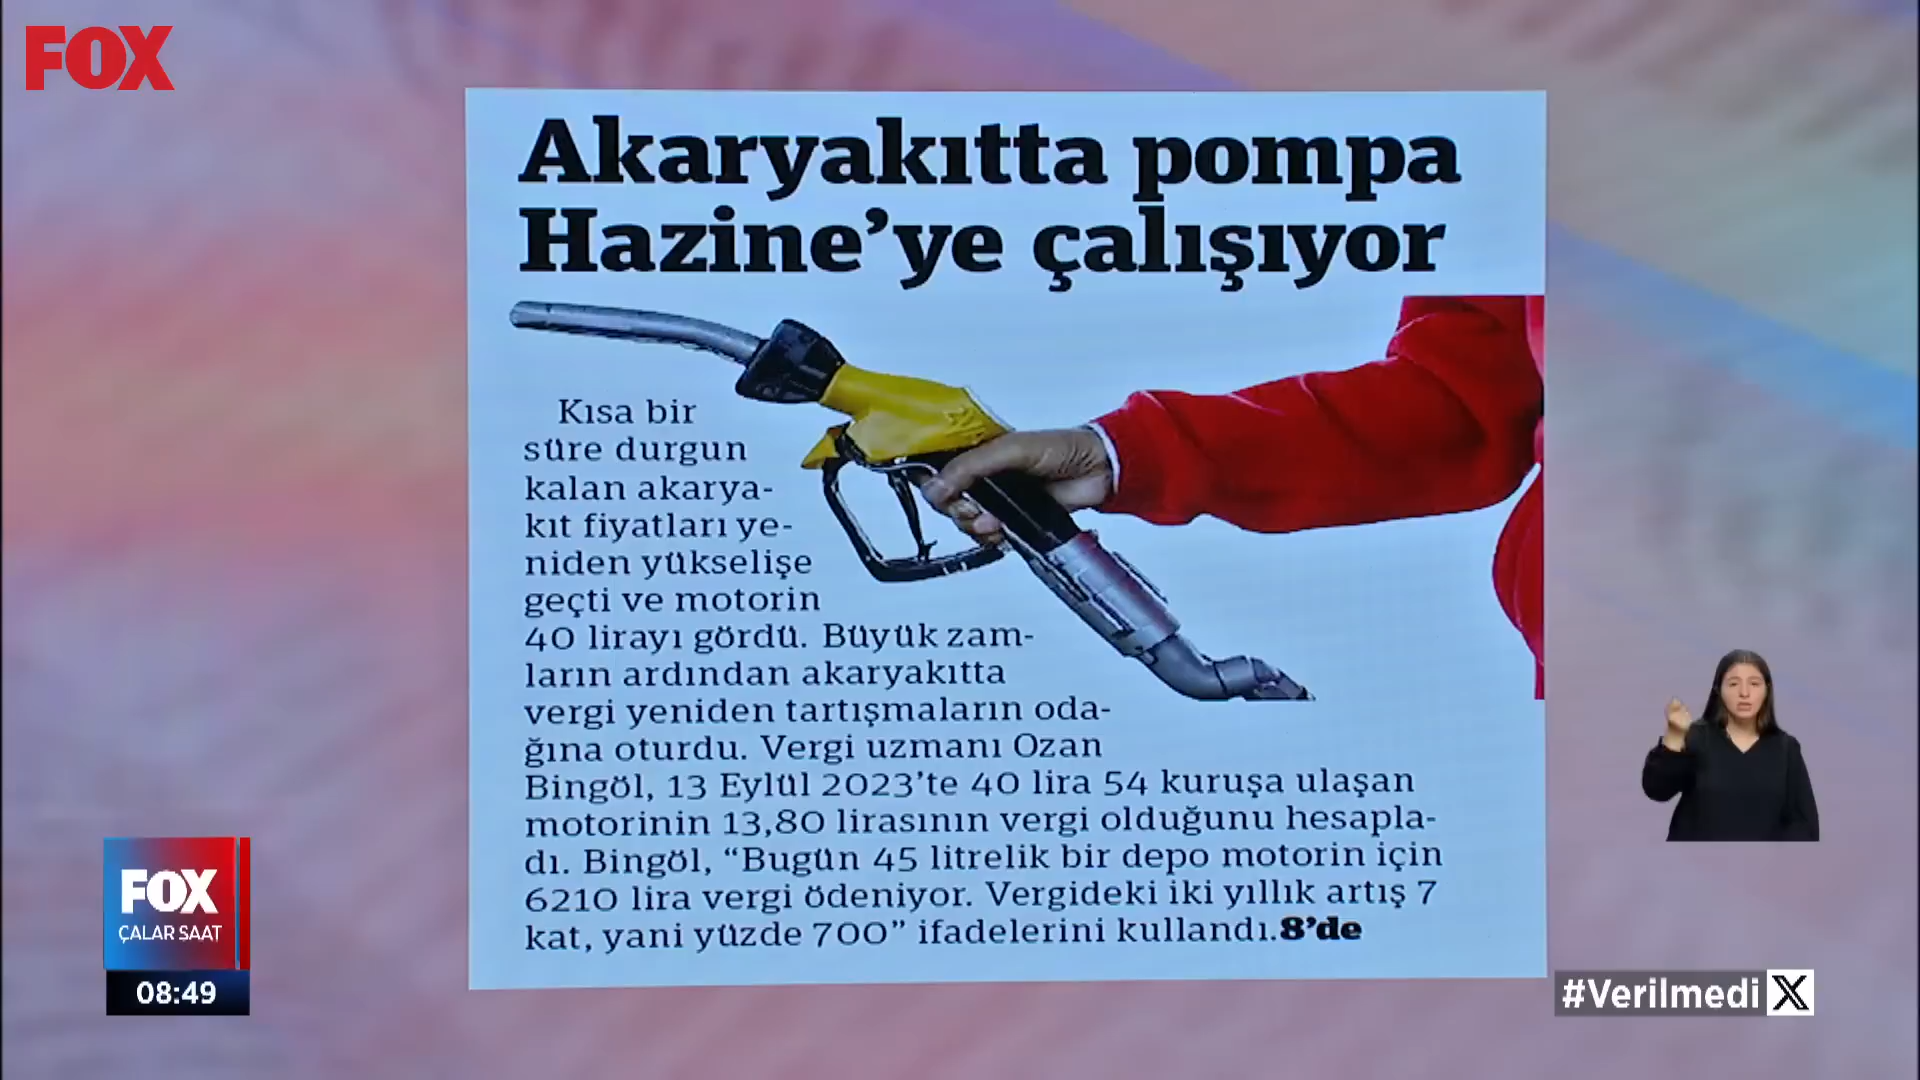 FOX
Akaryakıtta pompa
Hazine’ye çalışıyor
Kısa bir
süre durgun
kalan akarya-
kıt fiyatları ye-
niden yükselişe
geçti ve motorin
40 lirayı gördü. Büyük zam-
ların ardından akaryakıtta
vergi yeniden tartışmaların oda-
ğına oturdu. Vergi uzmanı Ozan
Bingöl, 13 Eylül 2023’te 40 lira 54 kuruşa ulaşan
motorinin 13,80 lirasının vergi olduğunu hesapla-
dı. Bingöl, “Bugün 45 litrelik bir depo motorin için
6210 lira vergi ödeniyor. Vergideki iki yıllık artış 7
kat, yani yüzde 700” ifadelerini kullandı.8’de
FOX
ÇALAR SAAT
08:49
#Verilmedi X